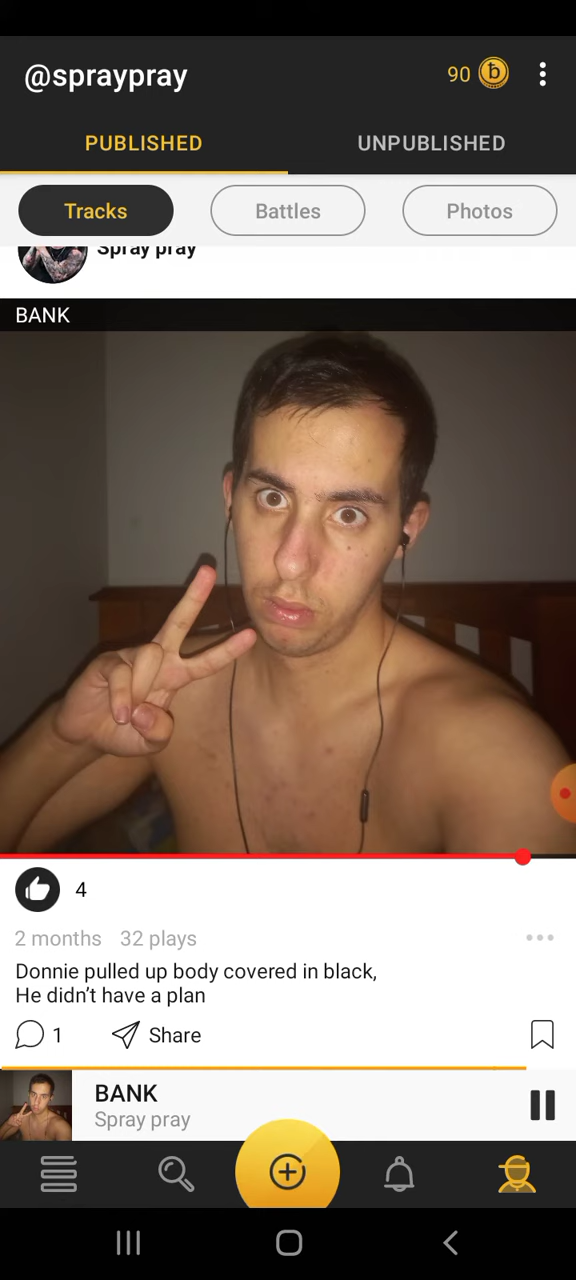 @spraypray
90
PUBLISHED
UNPUBLISHED
Tracks
Battles
Photos
Spray pray
BANK
4
2 months 32 plays
Donnie pulled up body covered in black,
He didn’t have a plan
1
Share
BANK
Spray pray